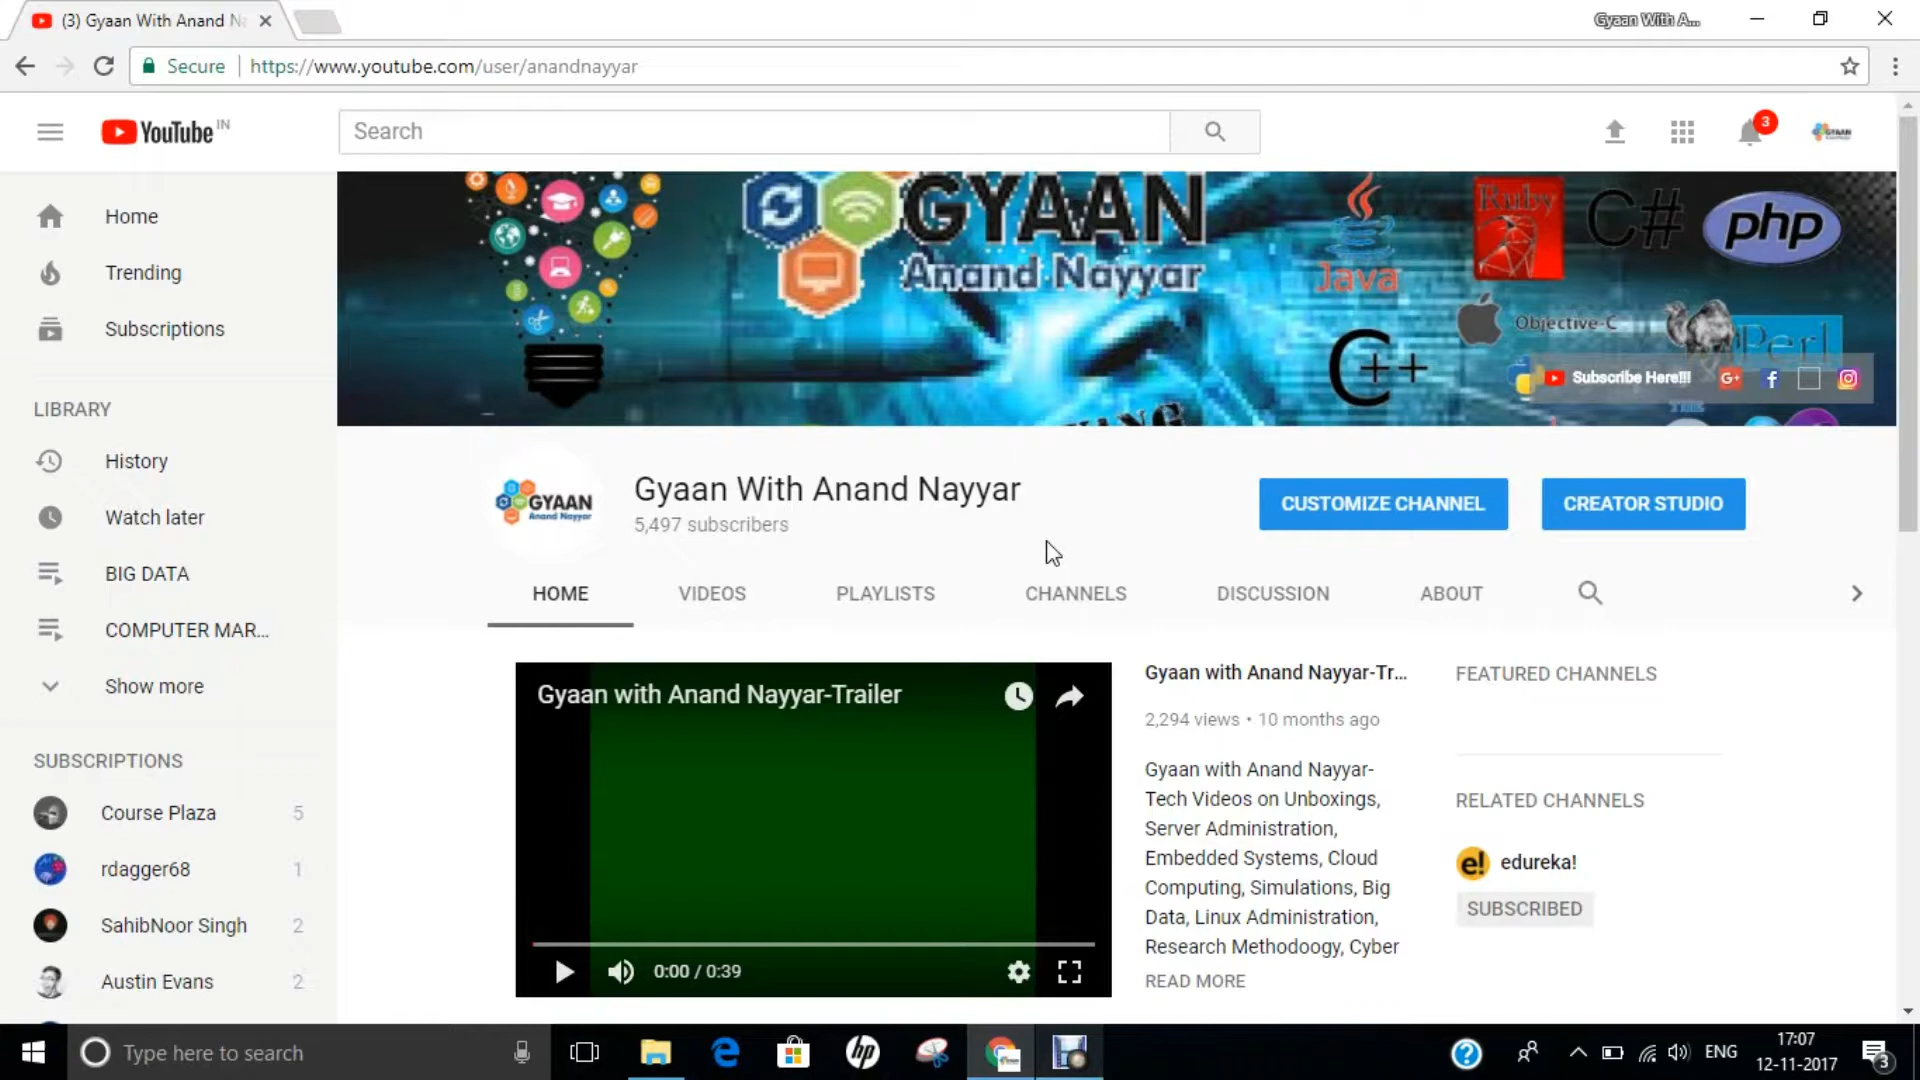 (3) Gyaan With Anand Na
Gyaan With A...
Secure
https://www.youtube.com/user/anandnayyar
YouTube IN
Search
3
Home
Trending
Subscriptions
LIBRARY
History
Watch later
BIG DATA
COMPUTER MAR...
Show more
SUBSCRIPTIONS
Course Plaza 5
rdagger68 1
SahibNoor Singh 2
Austin Evans 2
GYAAN
Anand Nayyar
Java
Ruby
C#
php
Objective-C
Perl
C++
Subscribe Here!!!
G+
GYAAN
Anand Nayyar
Gyaan With Anand Nayyar
5,497 subscribers
CUSTOMIZE CHANNEL
CREATOR STUDIO
HOME
VIDEOS
PLAYLISTS
CHANNELS
DISCUSSION
ABOUT
Gyaan with Anand Nayyar-Trailer
0:00 / 0:39
Gyaan with Anand Nayyar-Tr...
2,294 views • 10 months ago
Gyaan with Anand Nayyar-
Tech Videos on Unboxings,
Server Administration,
Embedded Systems, Cloud
Computing, Simulations, Big
Data, Linux Administration,
Research Methodoogy, Cyber
READ MORE
FEATURED CHANNELS
RELATED CHANNELS
e! edureka!
SUBSCRIBED
Type here to search
hp
ENG
17:07
12-11-2017
3